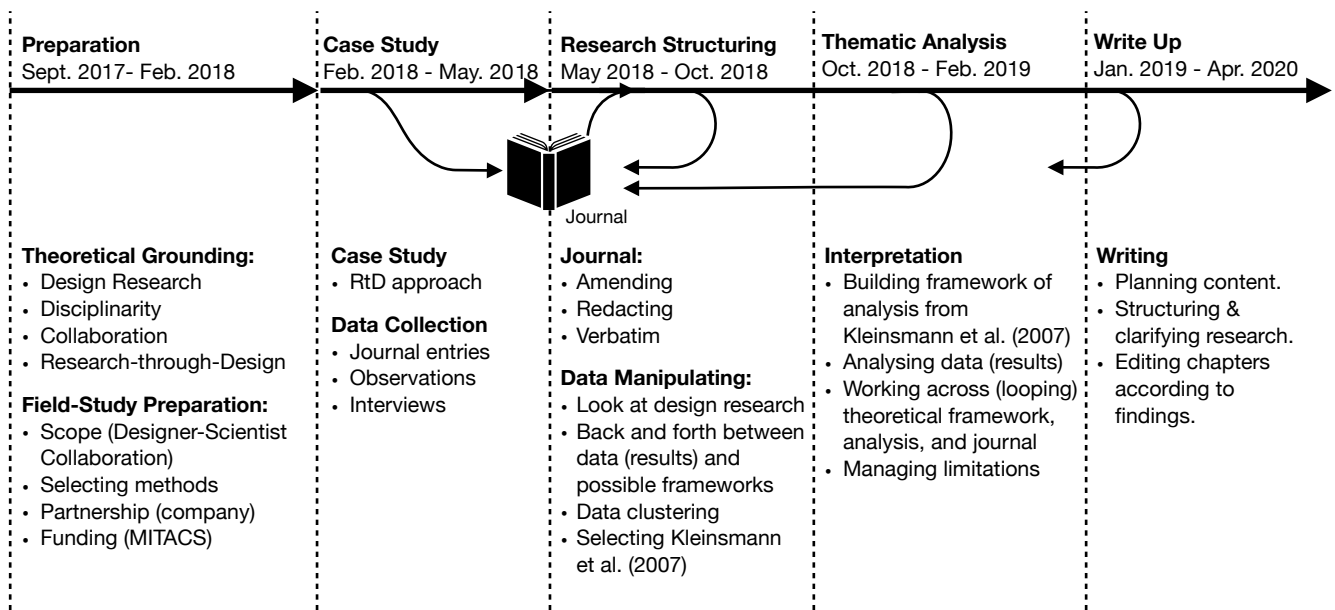 Preparation
Sept. 2017- Feb. 2018
Case Study
Feb. 2018 - May. 2018
Research Structuring
May 2018 - Oct. 2018
Thematic Analysis
Oct. 2018 - Feb. 2019
Write Up
Jan. 2019 - Apr. 2020
Journal
Theoretical Grounding:
• Design Research
• Disciplinarity
• Collaboration
• Research-through-Design
Field-Study Preparation:
• Scope (Designer-Scientist
Collaboration)
• Selecting methods
• Partnership (company)
• Funding (MITACS)
Case Study
• RtD approach
Data Collection
• Journal entries
• Observations
• Interviews
Journal:
• Amending
• Redacting
• Verbatim
Data Manipulating:
• Look at design research
• Back and forth between
data (results) and
possible frameworks
• Data clustering
• Selecting Kleinsmann
et al. (2007)
Interpretation
• Building framework of
analysis from
Kleinsmann et al. (2007)
• Analysing data (results)
• Working across (looping)
theoretical framework,
analysis, and journal
• Managing limitations
Writing
• Planning content.
• Structuring &
clarifying research.
• Editing chapters
according to
findings.